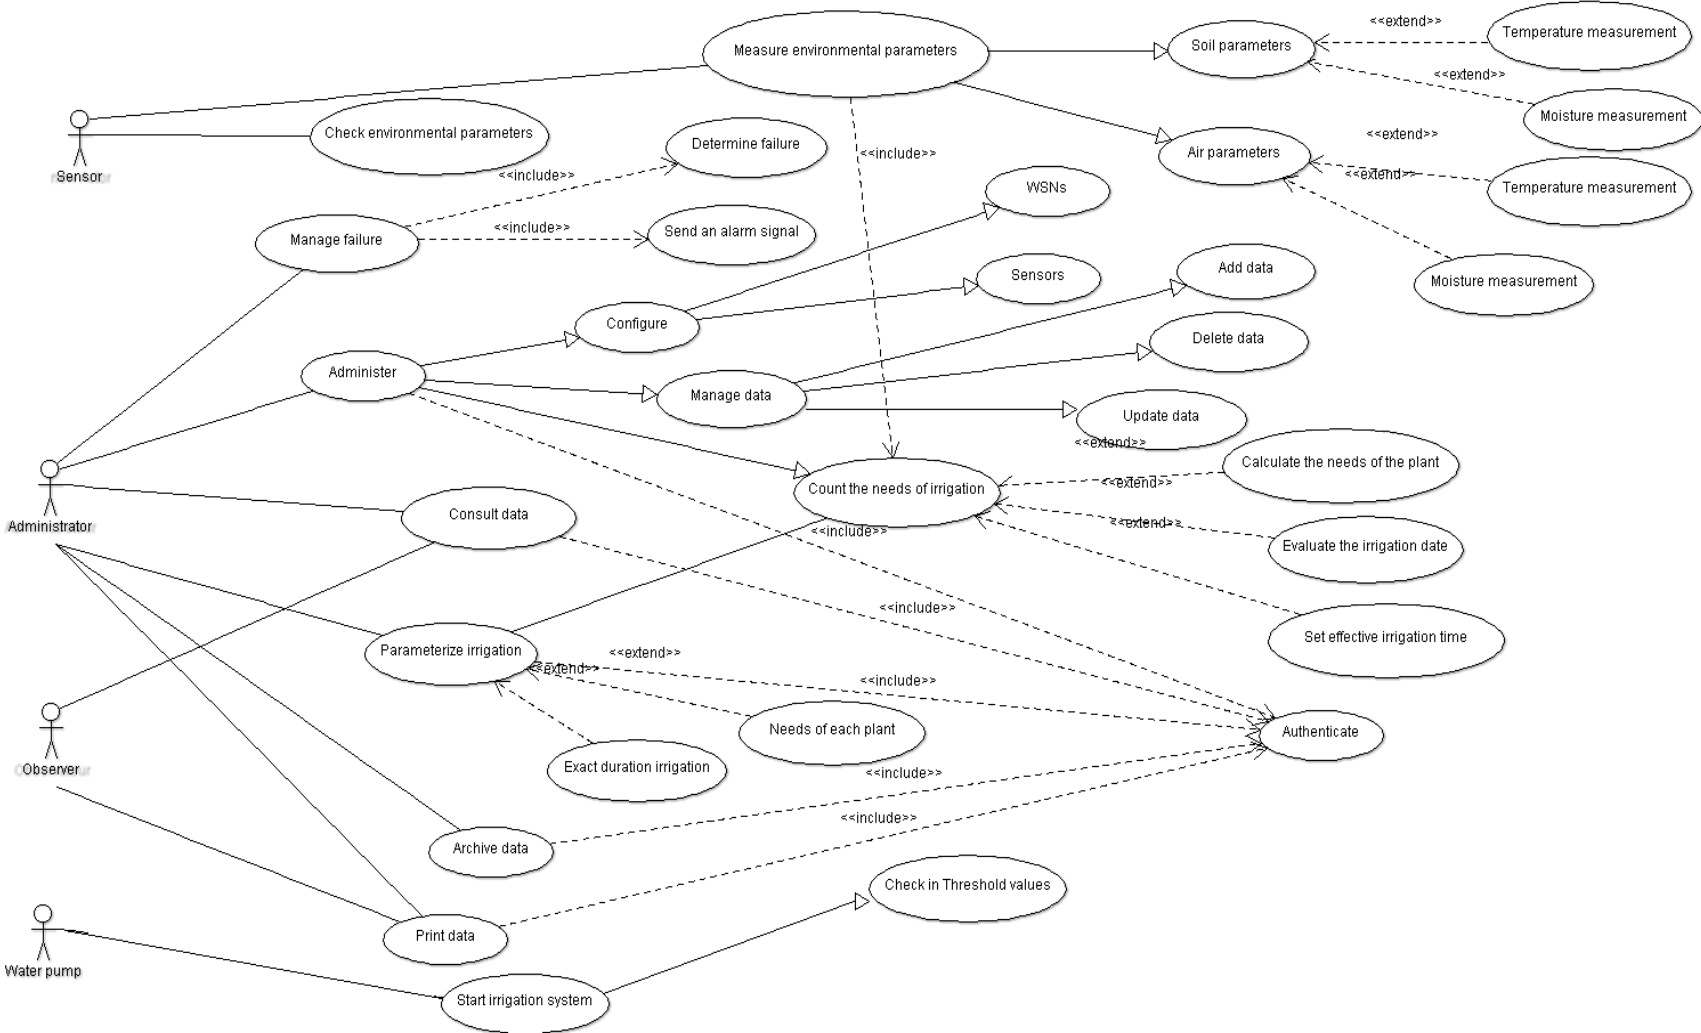 Measure environmental parameters
Soil parameters
<<extend>>
Temperature measurement
<<extend>>
Moisture measurement
Check environmental parameters
Sensor
Determine failure
<<include>>
<<include>>
Air parameters
<<extend>>
<<extend>>
Temperature measurement
WSNs
Manage failure
<<include>>
Send an alarm signal
Add data
Sensors
Moisture measurement
Configure
Delete data
Administer
Manage data
Update data
<<extend>>
Calculate the needs of the plant
<<extend>>
Count the needs of irrigation
Consult data
Administrator
<<include>>
<<extend>>
Evaluate the irrigation date
<<include>>
Set effective irrigation time
Parameterize irrigation
<<extend>>
<<extend>>
<<include>>
Needs of each plant
Authenticate
Observer
Exact duration irrigation
<<include>>
<<include>>
Archive data
Check in Threshold values
Print data
Water pump
Start irrigation system